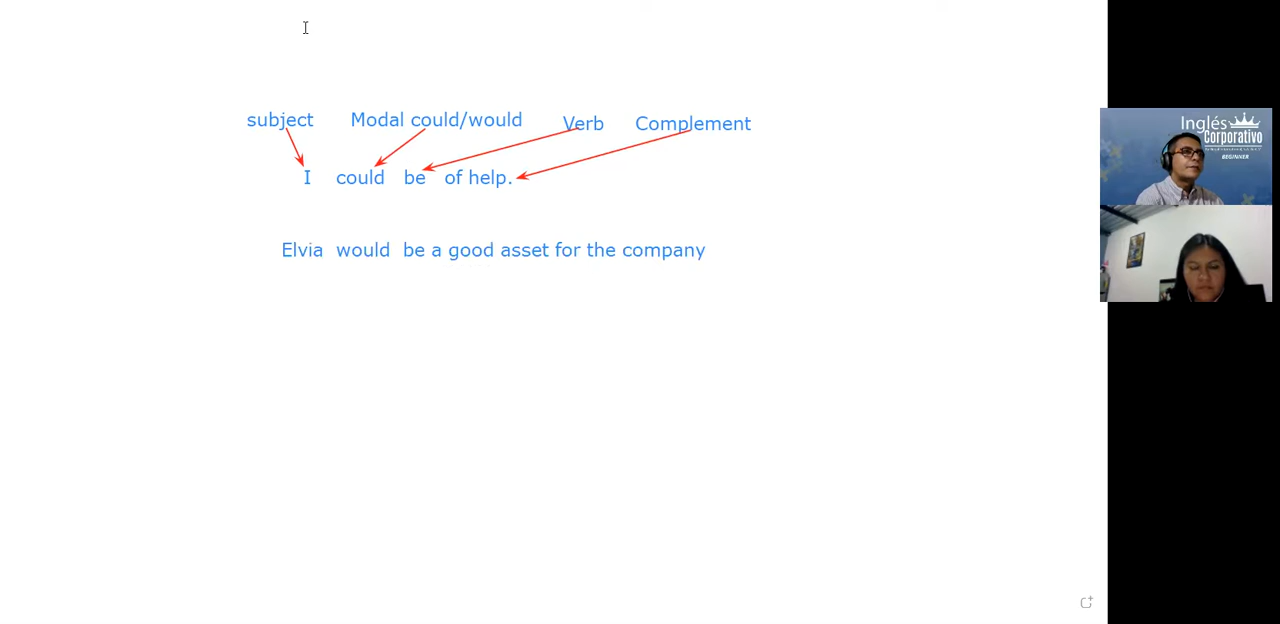 subject Modal could/would Verb Complement
I could be of help.
Elvia would be a good asset for the company
Inglés
Corporativo
BEGINNER